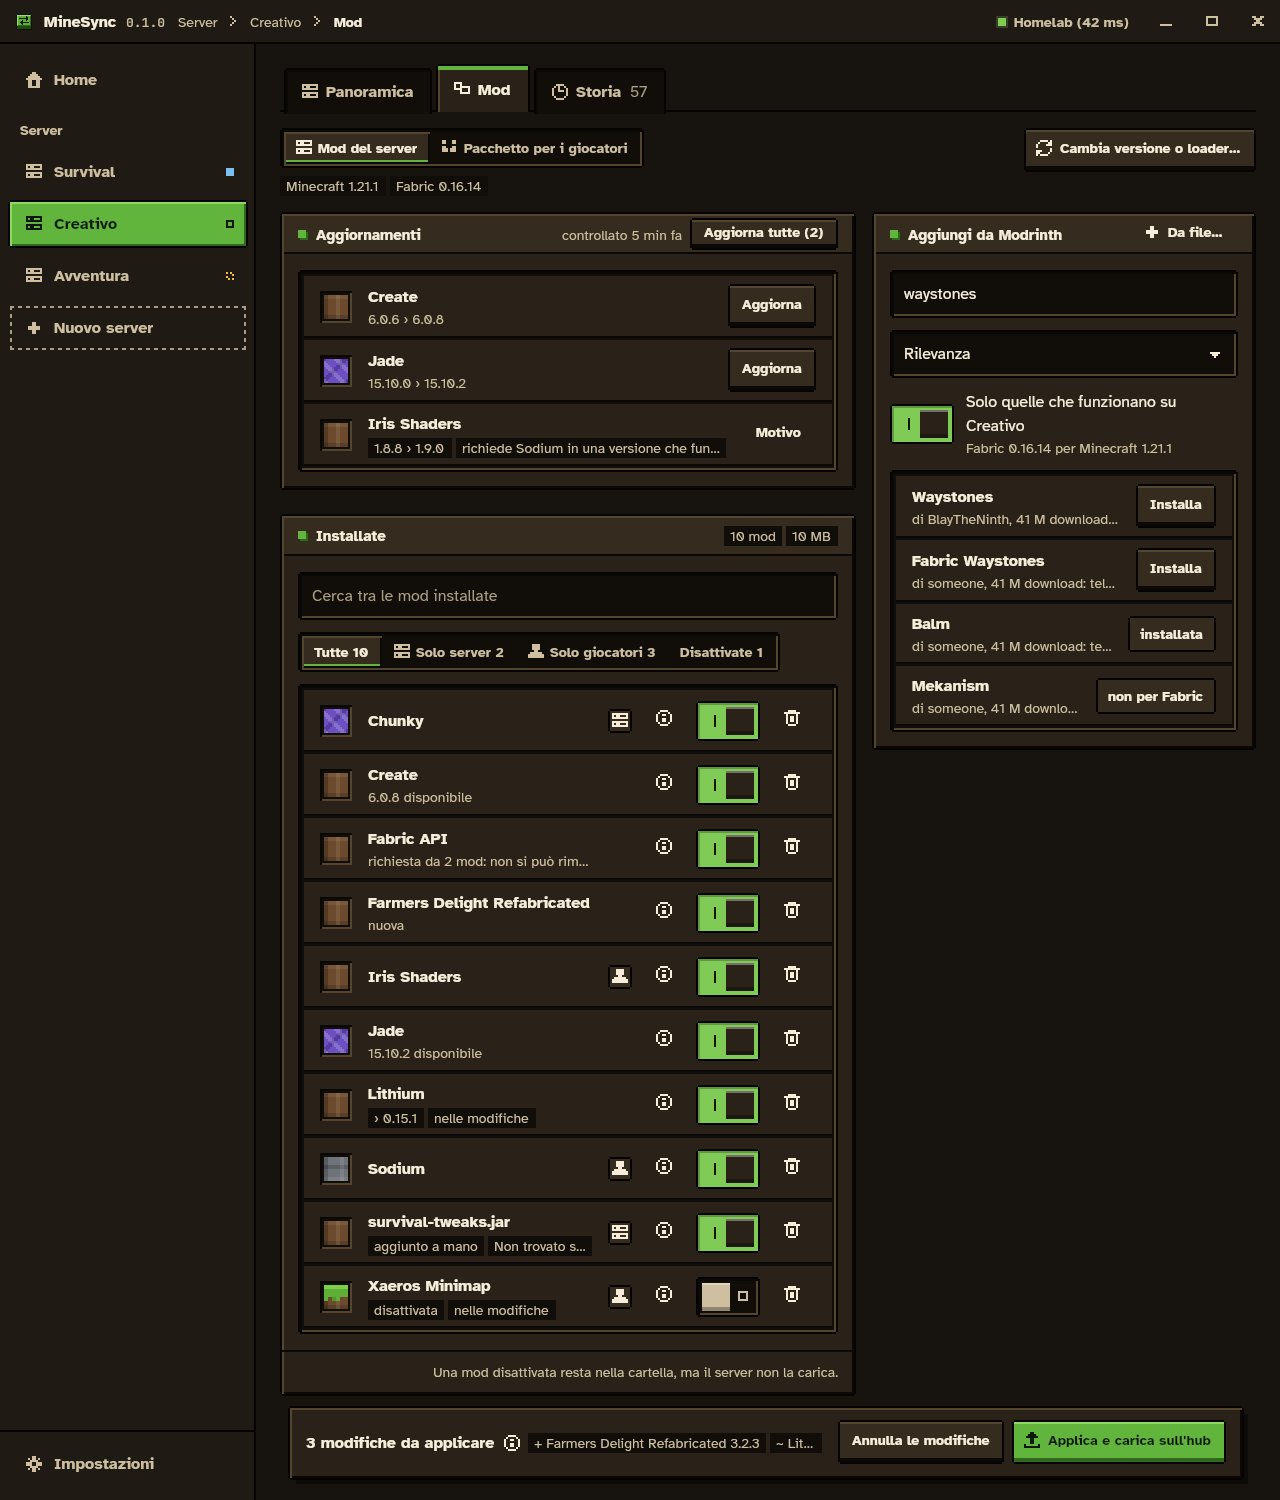 MineSync 0.1.0 Server Creativo Mod
Homelab (42 ms)
Home
Server
Survival
Creativo
Avventura
Nuovo server
Impostazioni
Panoramica
Mod
Storia 57
Mod del server
Pacchetto per i giocatori
Cambia versione o loader...
Minecraft 1.21.1 Fabric 0.16.14
Aggiornamenti
controllato 5 min fa
Aggiorna tutte (2)
Create
6.0.6 › 6.0.8
Aggiorna
Jade
15.10.0 › 15.10.2
Aggiorna
Iris Shaders
1.8.8 › 1.9.0 richiede Sodium in una versione che fun...
Motivo
Installate
10 mod 10 MB
Cerca tra le mod installate
Tutte 10 Solo server 2 Solo giocatori 3 Disattivate 1
Chunky
Create
6.0.8 disponibile
Fabric API
richiesta da 2 mod: non si può rim...
Farmers Delight Refabricated
nuova
Iris Shaders
Jade
15.10.2 disponibile
Lithium
› 0.15.1 nelle modifiche
Sodium
survival-tweaks.jar
aggiunto a mano Non trovato s...
Xaeros Minimap
disattivata nelle modifiche
Una mod disattivata resta nella cartella, ma il server non la carica.
Aggiungi da Modrinth
Da file...
waystones
Rilevanza
Solo quelle che funzionano su
Creativo
Fabric 0.16.14 per Minecraft 1.21.1
Waystones
di BlayTheNinth, 41 M download...
Installa
Fabric Waystones
di someone, 41 M download: tel...
Installa
Balm
di someone, 41 M download: te...
installata
Mekanism
di someone, 41 M downlo...
non per Fabric
3 modifiche da applicare
+ Farmers Delight Refabricated 3.2.3 ~ Lit...
Annulla le modifiche
Applica e carica sull'hub